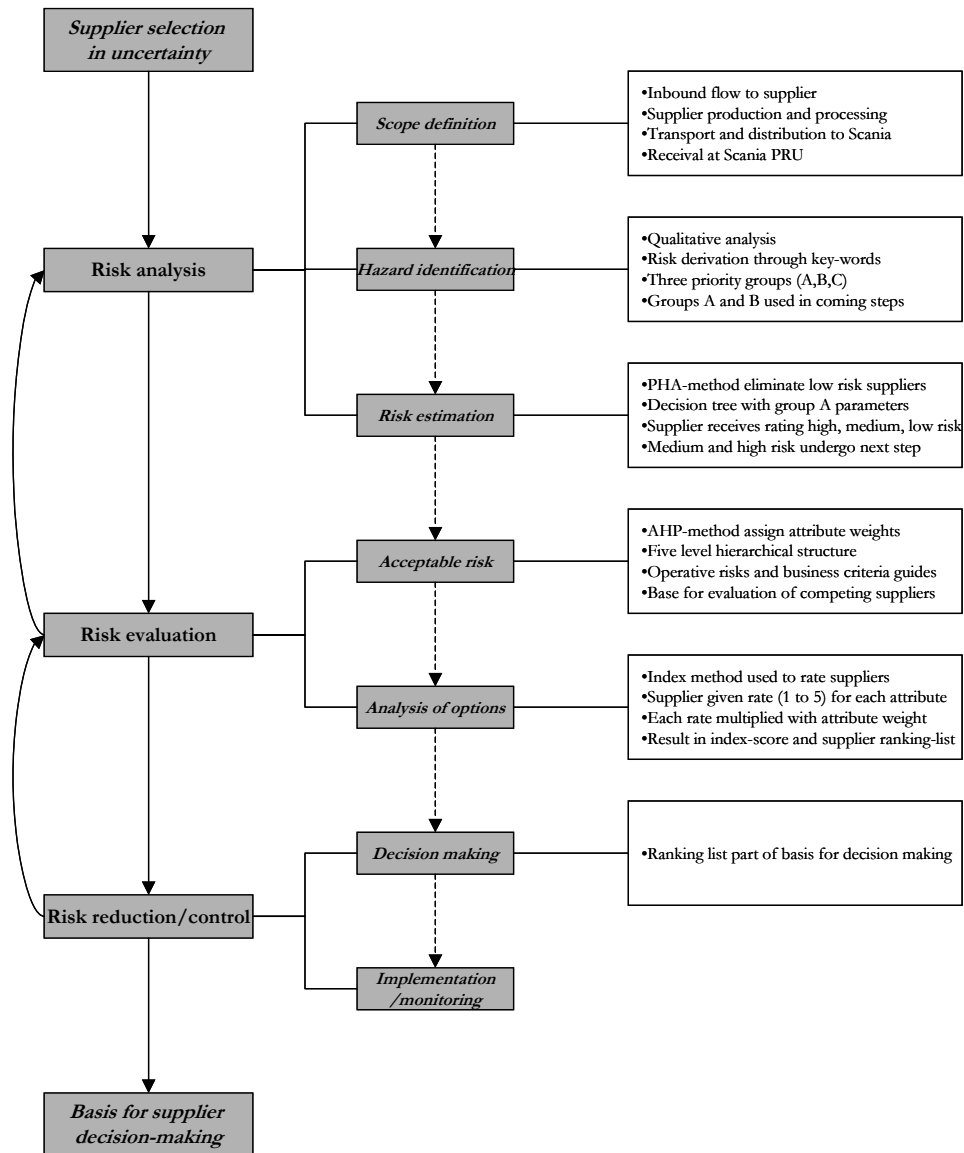 Supplier selection
in uncertainty
Scope definition
•Inbound flow to supplier
•Supplier production and processing
•Transport and distribution to Scania
•Receival at Scania PRU
Risk analysis
Hazard identification
•Qualitative analysis
•Risk derivation through key-words
•Three priority groups (A,B,C)
•Groups A and B used in coming steps
Risk estimation
•PHA-method eliminate low risk suppliers
•Decision tree with group A parameters
•Supplier receives rating high, medium, low risk
•Medium and high risk undergo next step
Acceptable risk
•AHP-method assign attribute weights
•Five level hierarchical structure
•Operative risks and business criteria guides
•Base for evaluation of competing suppliers
Risk evaluation
Analysis of options
•Index method used to rate suppliers
•Supplier given rate (1 to 5) for each attribute
•Each rate multiplied with attribute weight
•Result in index-score and supplier ranking-list
Decision making
•Ranking list part of basis for decision making
Risk reduction/control
Implementation
/monitoring
Basis for supplier
decision-making